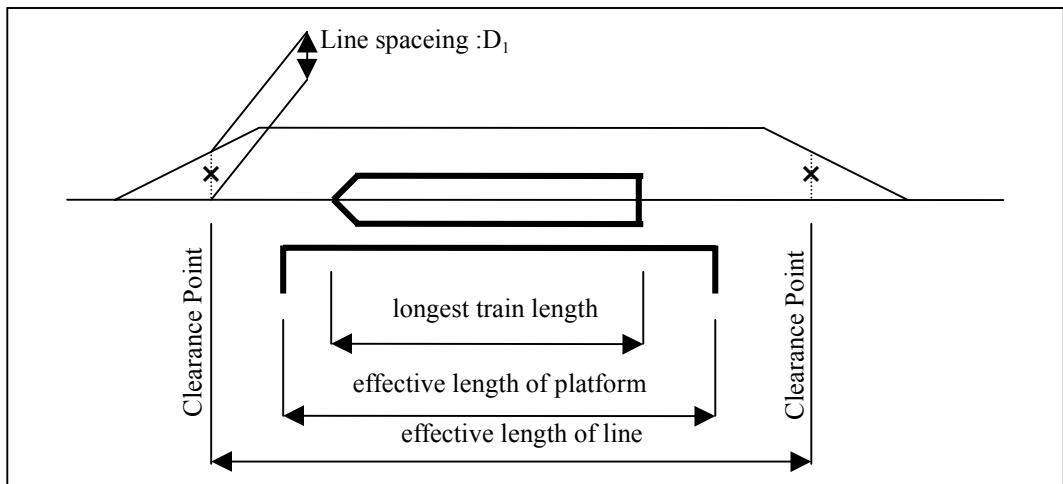 Line spaceing :D₁
longest train length
effective length of platform
effective length of line
Clearance Point
Clearance Point